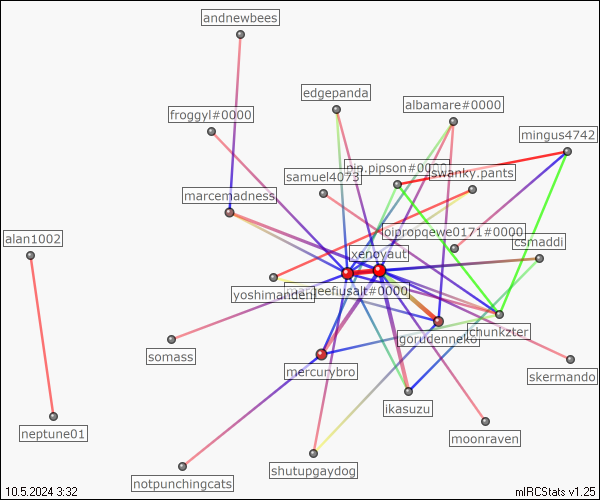 andnewbees
edgepanda
albamare#0000
froggyl#0000
mingus4742
pip.pipson#0000
swanky.pants
samuel4073
marcemadness
oipropqewe0171#0000
alan1002
csmaddi
xenoyaut
yoshimanden
#0000
chunkzter
gorudenneko
somass
mercurybro
skermando
ikasuzu
neptune01
moonraven
shutupgaydog
notpunchingcats
10.5.2024 3:32
mIRCStats v1.25